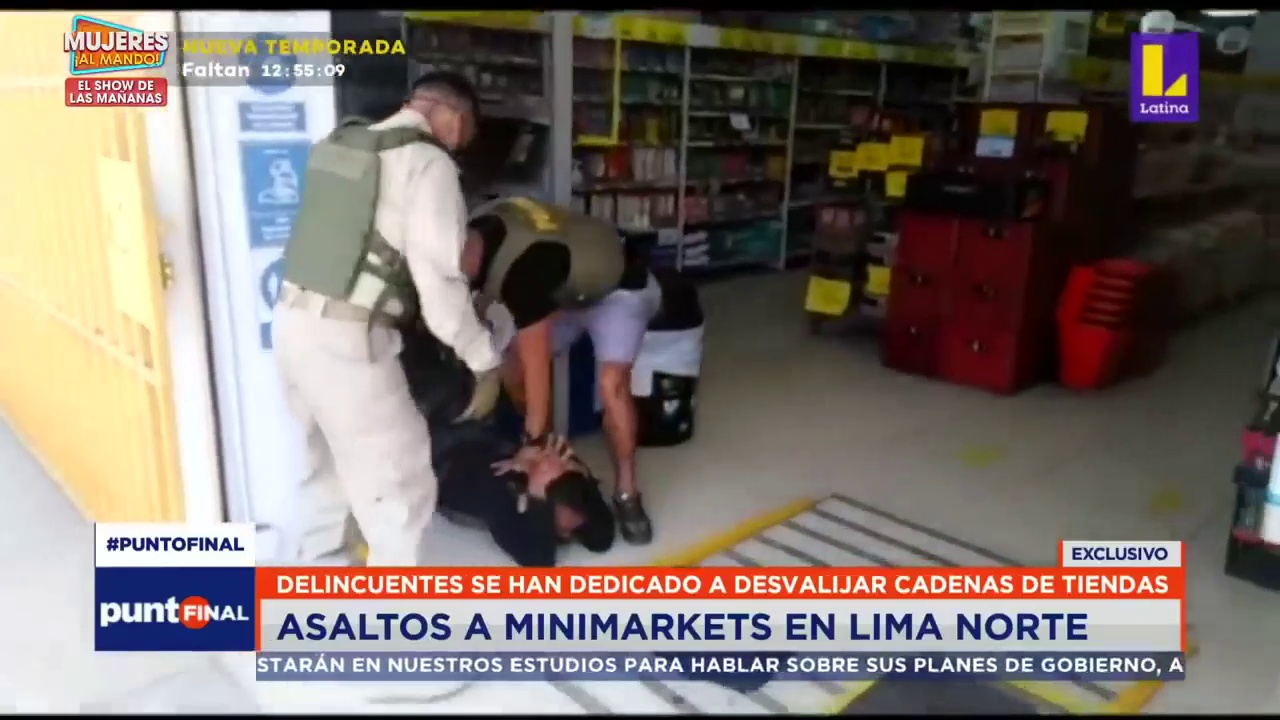 MUJERES
¡AL MANDO!
EL SHOW DE
LAS MAÑANAS
NUEVA TEMPORADA
Faltan 12:55:09
Latina
#PUNTOFINAL
EXCLUSIVO
DELINCUENTES SE HAN DEDICADO A DESVALIJAR CADENAS DE TIENDAS
punto FINAL
ASALTOS A MINIMARKETS EN LIMA NORTE
STARÁN EN NUESTROS ESTUDIOS PARA HABLAR SOBRE SUS PLANES DE GOBIERNO, A